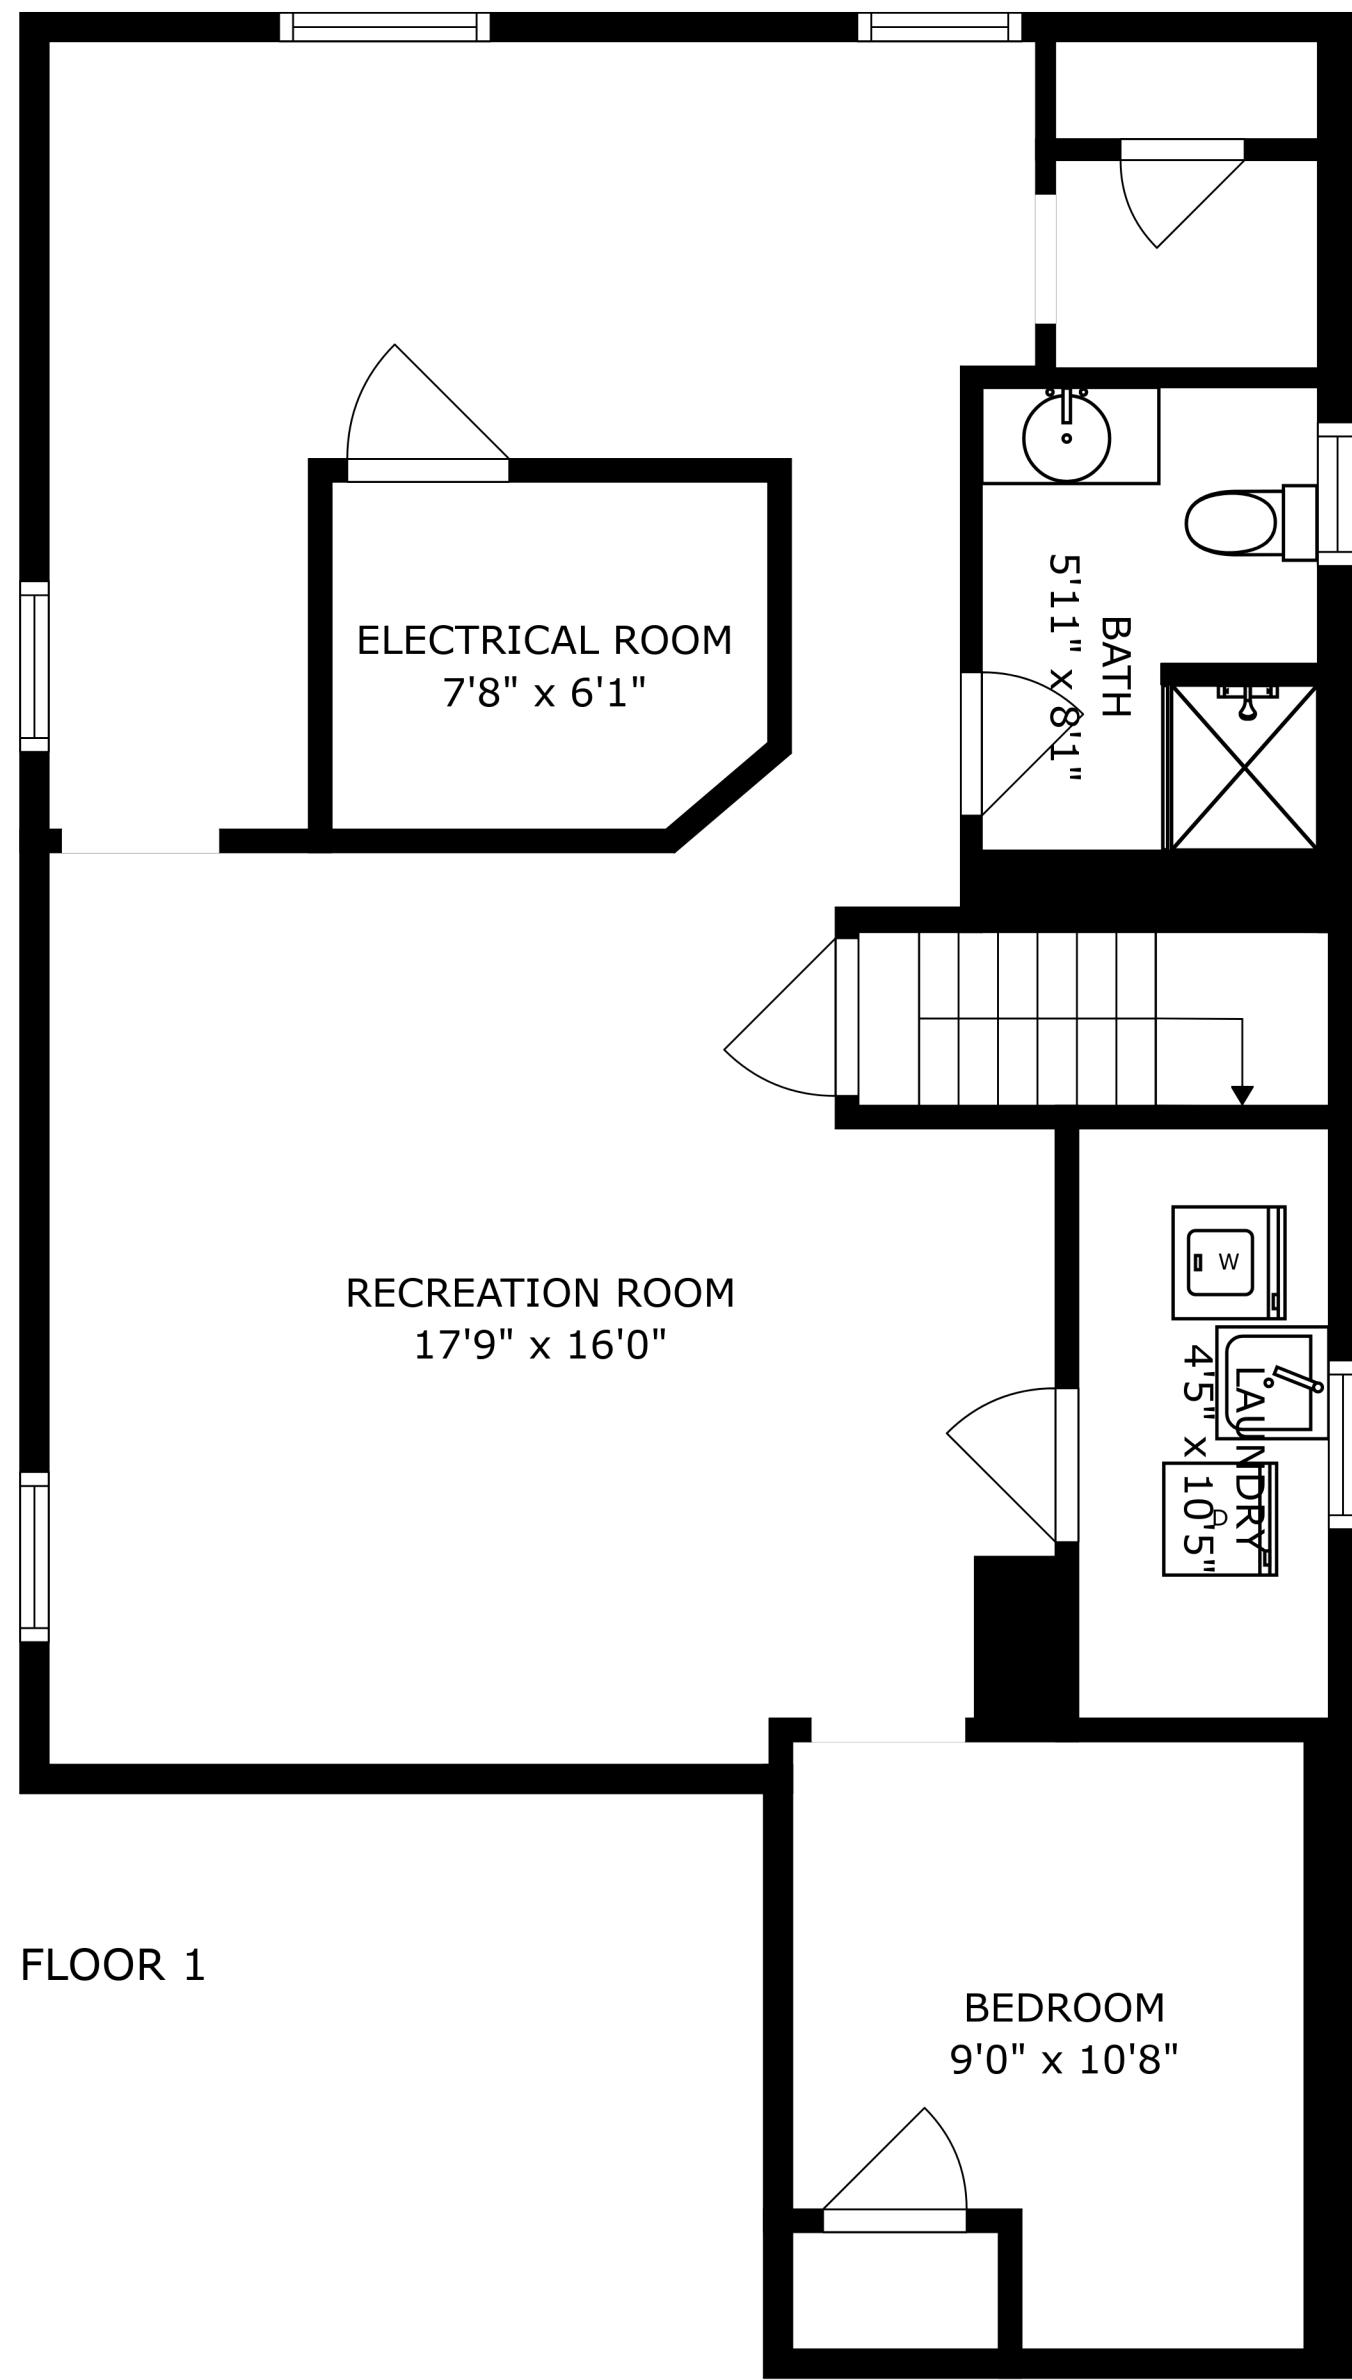 ELECTRICAL ROOM
7'8" x 6'1"
BATH
5'11" x 8'1"
RECREATION ROOM
17'9" x 16'0"
W
LAUNDRY
4'5" x 10'5"
D
FLOOR 1
BEDROOM
9'0" x 10'8"